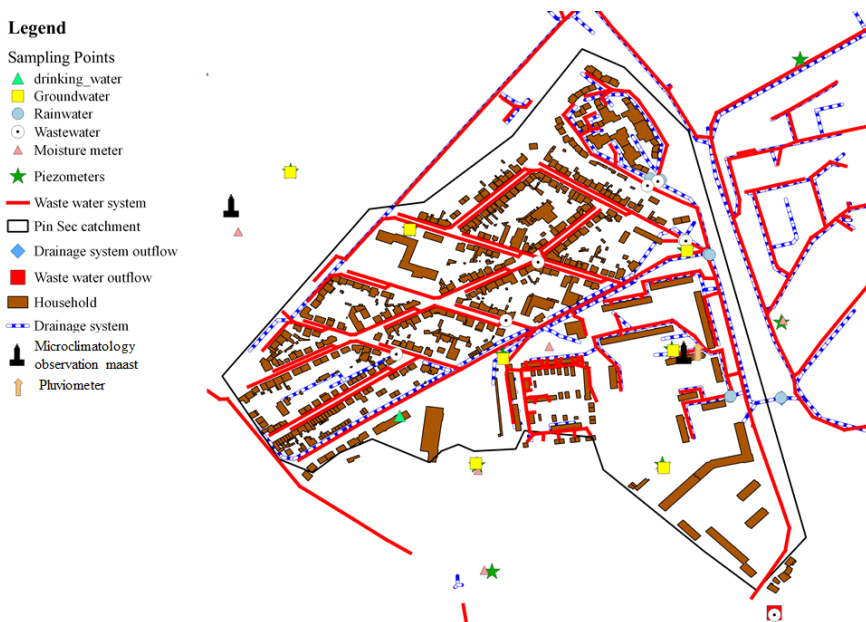 Legend
Sampling Points
drinking_water
Groundwater
Rainwater
Wastewater
Moisture meter
Piezometers
Waste water system
Pin Sec catchment
Drainage system outflow
Waste water outflow
Household
Drainage system
Microclimatology
observation maast
Pluviometer